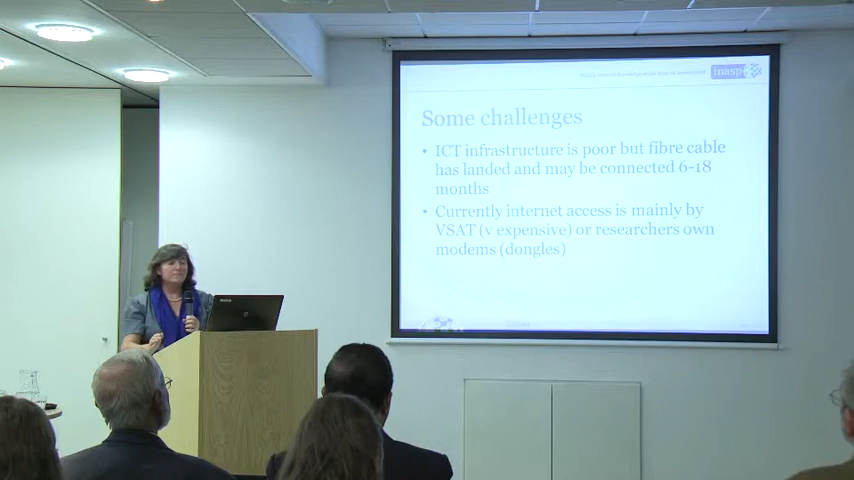 inasp
Some challenges
• ICT infrastructure is poor but fibre cable
has landed and may be connected 6-18
months
• Currently internet access is mainly by
VSAT (v expensive) or researchers own
modems (dongles)